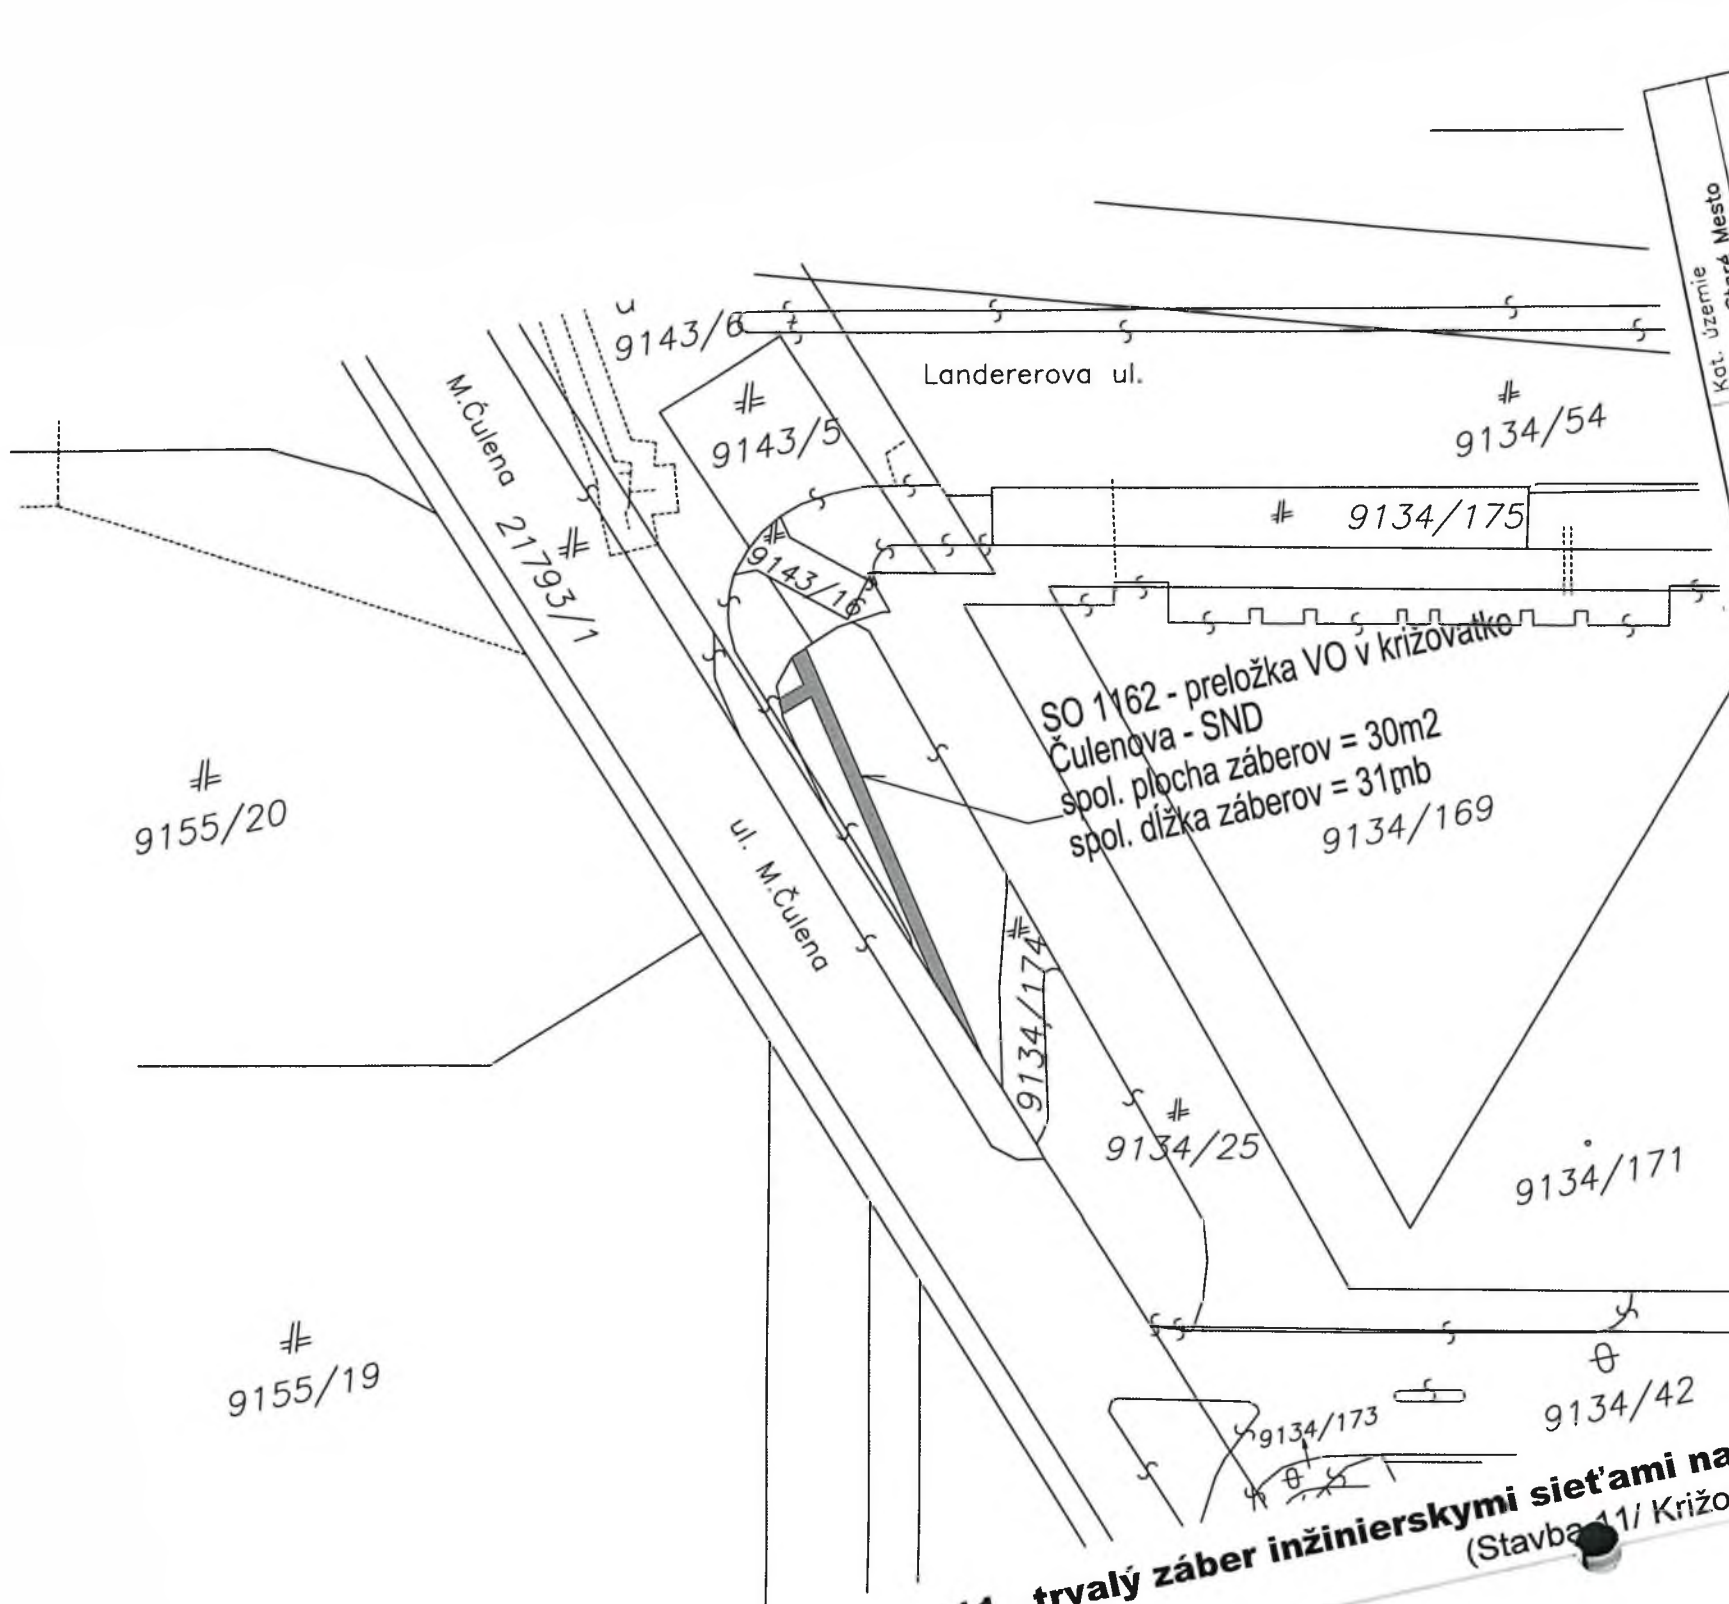 9143/6
Landererova ul.
Kat. územie
Staré Mesto
M.Čulena
21793/1
9143/5
9134/54
9134/175
9143/16
SO 1162 - preložka VO v križovatke
Čulenova - SND
spol. plocha záberov = 30m2
spol. dĺžka záberov = 31mb
9134/169
9155/20
ul. M.Čulena
9134/174
9134/25
9134/171
9155/19
9134/42
9134/173
trvalý záber inžinierskymi sieťami na
(Stavba 11/ Križo